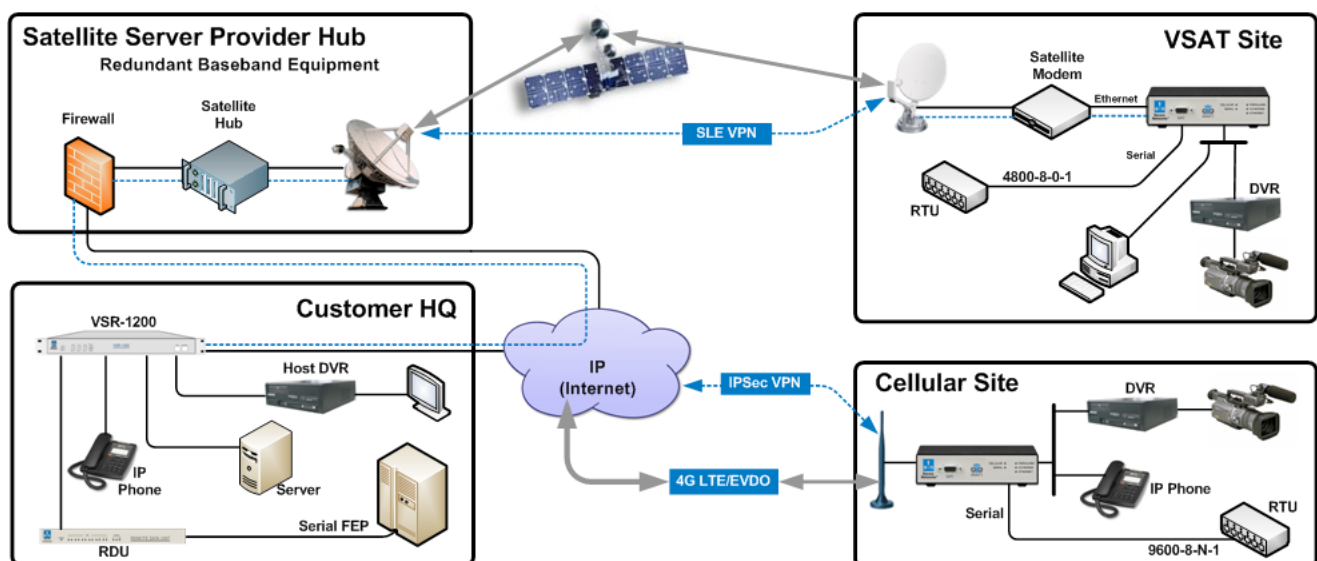 Satellite Server Provider Hub
Redundant Baseband Equipment
Firewall
Satellite
Hub
SLE VPN
VSAT Site
Satellite
Modem
Ethernet
Serial
4800-8-0-1
RTU
DVR
Customer HQ
VSR-1200
Host DVR
IP
Phone
Server
Serial FEP
RDU
IP
(Internet)
IPSec VPN
4G LTE/EVDO
Cellular Site
DVR
IP Phone
Serial
RTU
9600-8-N-1